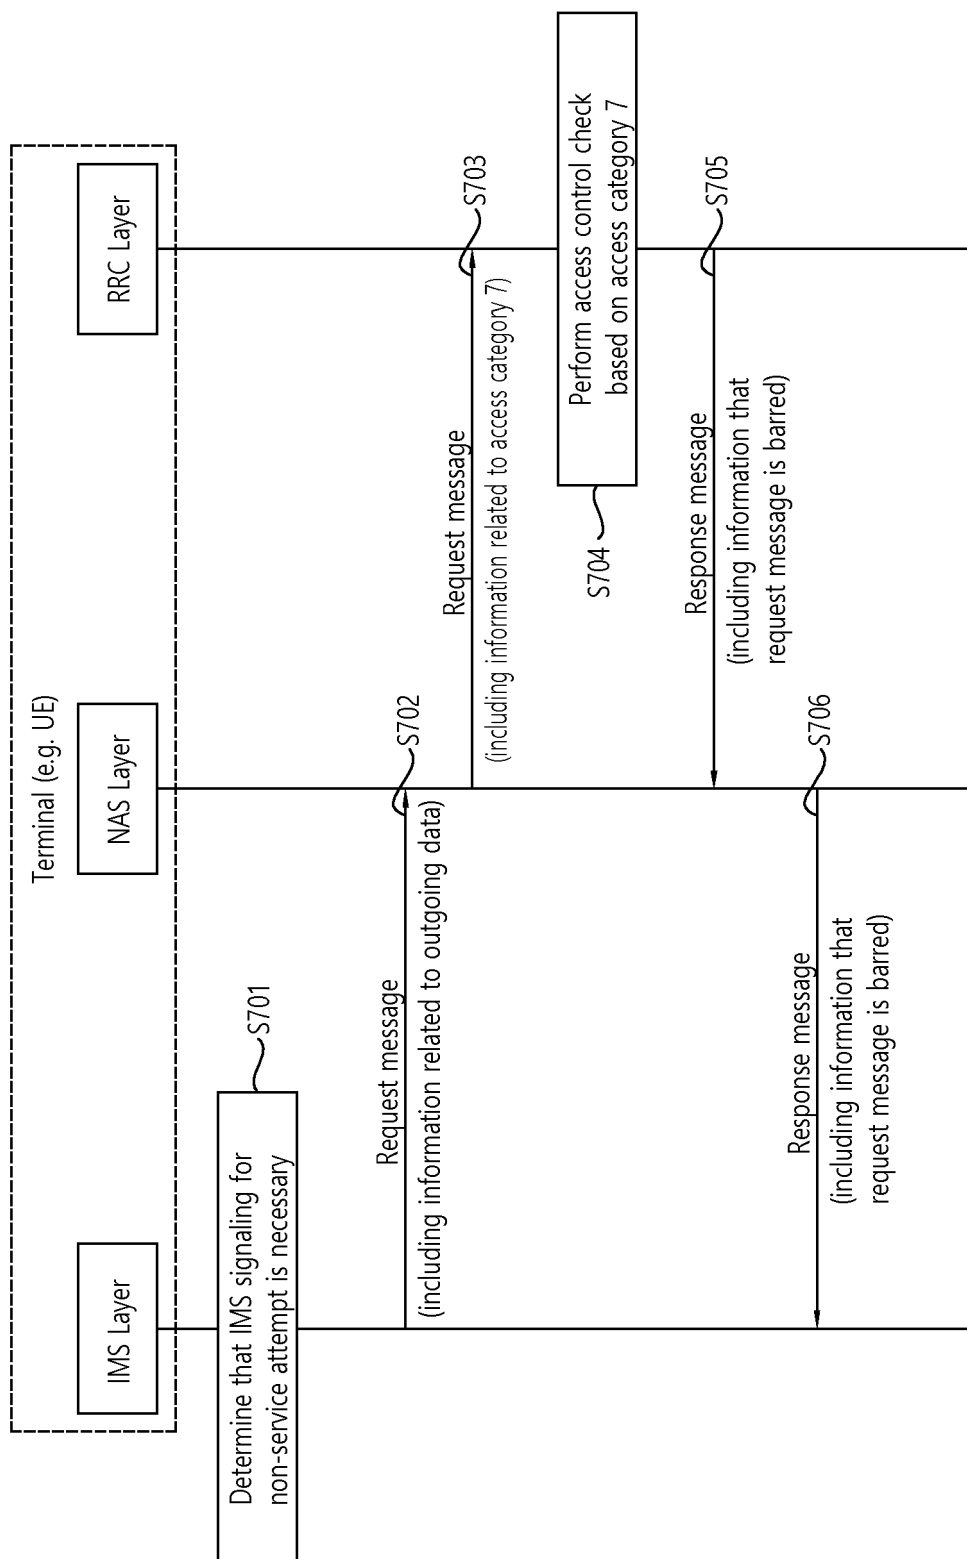 Terminal (e.g. UE)
IMS Layer
NAS Layer
RRC Layer
Determine that IMS signaling for
non-service attempt is necessary
S701
Request message
(including information related to outgoing data)
S702
Request message
(including information related to access category 7)
S703
Perform access control check
based on access category 7
S704
Response message
(including information that
request message is barred)
S705
Response message
(including information that
request message is barred)
S706